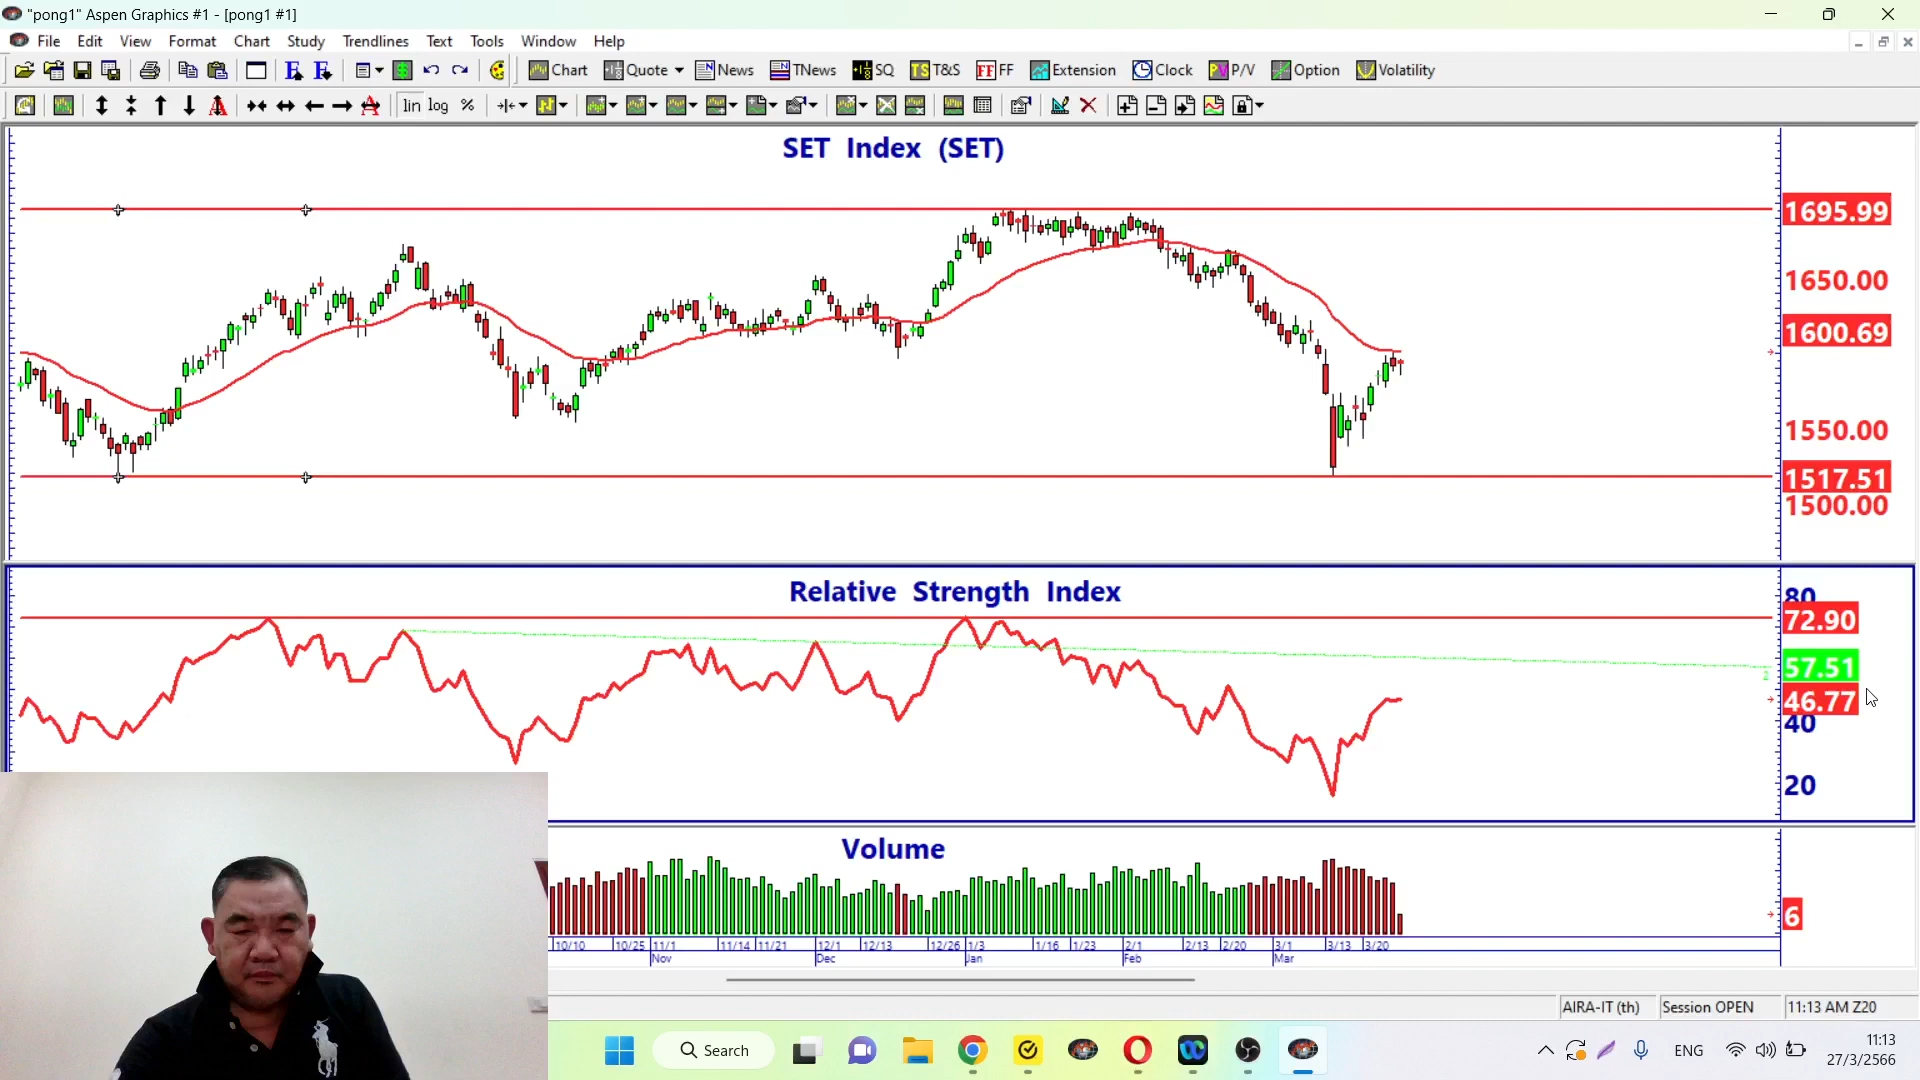 "pong1" Aspen Graphics #1 - [pong1 #1]
File Edit View Format Chart Study Trendlines Text Tools Window Help
Chart Quote News TNews SQ TS T&S FF FF Extension Clock P/V P/V Option Volatility
lin log %
SET Index (SET)
1695.99
1650.00
1600.69
1550.00
1517.51
1500.00
Relative Strength Index
80
72.90
57.51
2
46.77
40
20
Volume
6
10/10 10/25 11/1 11/14 11/21 12/1 12/13 12/26 1/3 1/16 1/23 2/1 2/13 2/20 3/1 3/13 3/20
Nov Dec Jan Feb Mar
AIRA-IT (th) Session OPEN 11:13 AM Z20
Search
ENG
11:13
27/3/2566